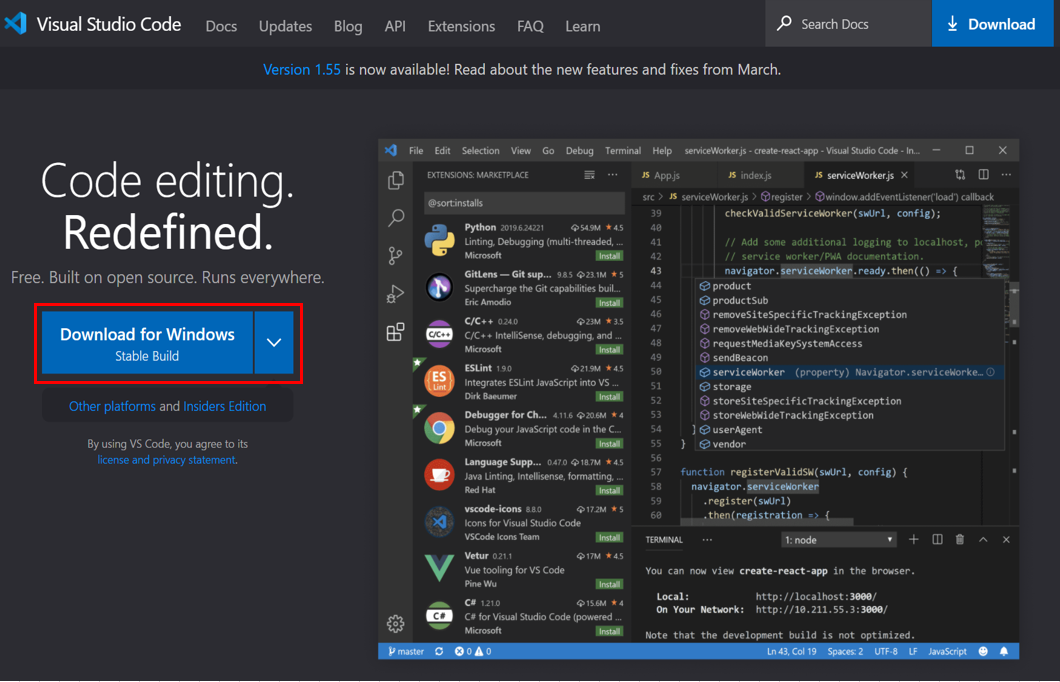 Visual Studio Code Docs Updates Blog API Extensions FAQ Learn Search Docs Download
Version 1.55 is now available! Read about the new features and fixes from March.
Code editing.
Redefined.
Free. Built on open source. Runs everywhere.
Download for Windows
Stable Build
Other platforms and Insiders Edition
By using VS Code, you agree to its
license and privacy statement.
File Edit Selection View Go Debug Terminal Help serviceWorker.js - create-react-app - Visual Studio Code - In...
EXTENSIONS: MARKETPLACE
@sort:installs
Python 2019.6.24221 54.9M 4.5
Linting, Debugging (multi-threaded, ...
Microsoft Install
GitLens — Git sup... 9.8.5 23.1M 5
Supercharge the Git capabilities buil...
Eric Amodio Install
C/C++
C/C++ 0.24.0 23M 3.5
C/C++ IntelliSense, debugging, and ...
Microsoft Install
ES
Lint
ESLint 1.9.0 21.9M 4.5
Integrates ESLint JavaScript into VS ...
Dirk Baeumer Install
Debugger for Ch... 4.11.6 20.6M 4
Debug your JavaScript code in the C...
Microsoft Install
Language Supp... 0.47.0 18.7M 4.5
Java Linting, Intellisense, formatting, ...
Red Hat Install
vscode-icons 8.8.0 17.2M 5
Icons for Visual Studio Code
VSCode Icons Team Install
Vetur 0.21.1 17M 4.5
Vue tooling for VS Code
Pine Wu Install
C#
C# 1.21.0 15.6M 4
C# for Visual Studio Code (powered ...
Microsoft Install
JS App.js JS index.js JS serviceWorker.js
src > JS serviceWorker.js > register > window.addEventListener('load') callback
39 checkValidServiceWorker(swUrl, config);
40
41 // Add some additional logging to localhost, p
42 // service worker/PWA documentation.
43 navigator.serviceWorker.ready.then(() => {
44 product
45 productSub
46 removeSiteSpecificTrackingException
47 removeWebWideTrackingException
48 requestMediaKeySystemAccess
49 sendBeacon
50 serviceWorker (property) Navigator.serviceWorke...
51 storage
52 storeSiteSpecificTrackingException
53 storeWebWideTrackingException
54 } userAgent
55 } vendor
56
57 function registerValidSW(swUrl, config) {
58 navigator.serviceWorker
59 .register(swUrl)
60 .then(registration => {
TERMINAL ... 1: node
You can now view create-react-app in the browser.
Local: http://localhost:3000/
On Your Network: http://10.211.55.3:3000/
Note that the development build is not optimized.
master 0 0 Ln 43, Col 19 Spaces: 2 UTF-8 LF JavaScript